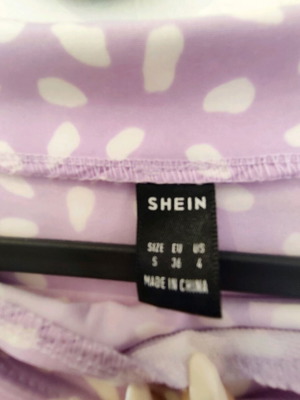 SHEIN
SIZE EU US
S 36 4
MADE IN CHINA